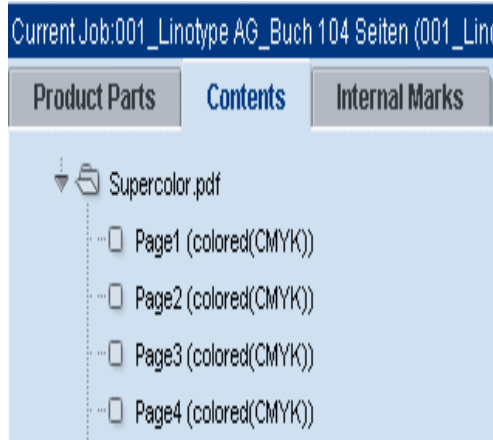 Current Job:001_Linotype AG_Buch 104 Seiten (001_Lino
Product Parts Contents Internal Marks
Supercolor.pdf
Page1 (colored(CMYK))
Page2 (colored(CMYK))
Page3 (colored(CMYK))
Page4 (colored(CMYK))